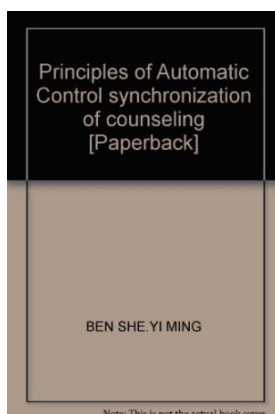 Principles of Automatic
Control synchronization
of counseling
[Paperback]
BEN SHE.YI MING
Note: This is not the actual book cover